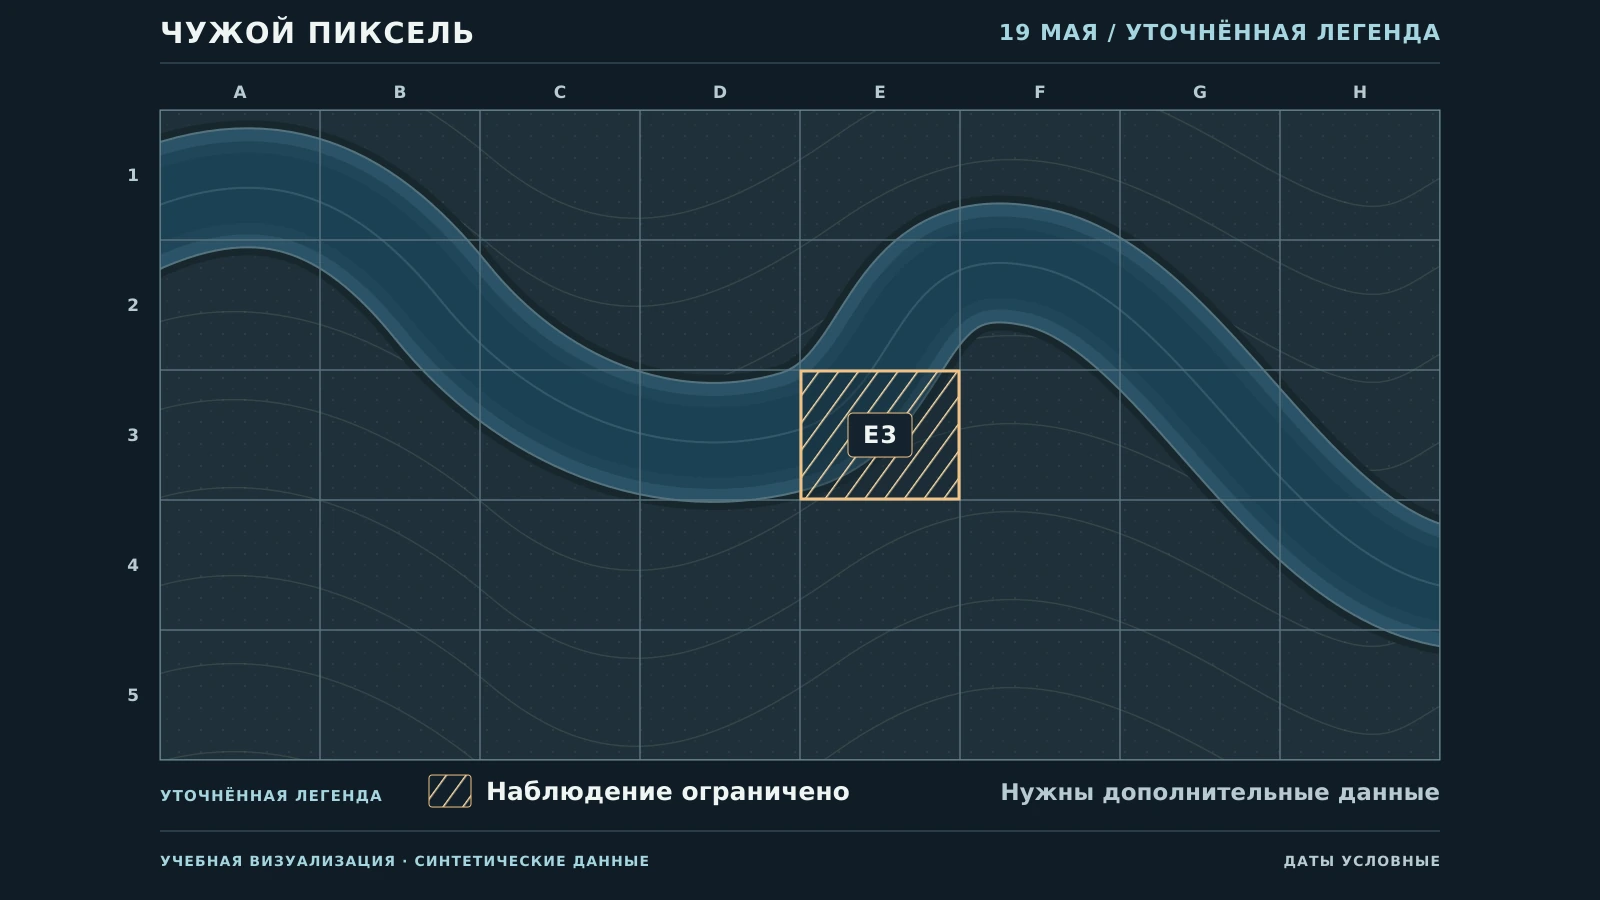 ЧУЖОЙ ПИКСЕЛЬ
19 МАЯ / УТОЧНЁННАЯ ЛЕГЕНДА
A B C D E F G H
1
2
3
E3
4
5
УТОЧНЁННАЯ ЛЕГЕНДА
Наблюдение ограничено
Нужны дополнительные данные
УЧЕБНАЯ ВИЗУАЛИЗАЦИЯ · СИНТЕТИЧЕСКИЕ ДАННЫЕ
ДАТЫ УСЛОВНЫЕ